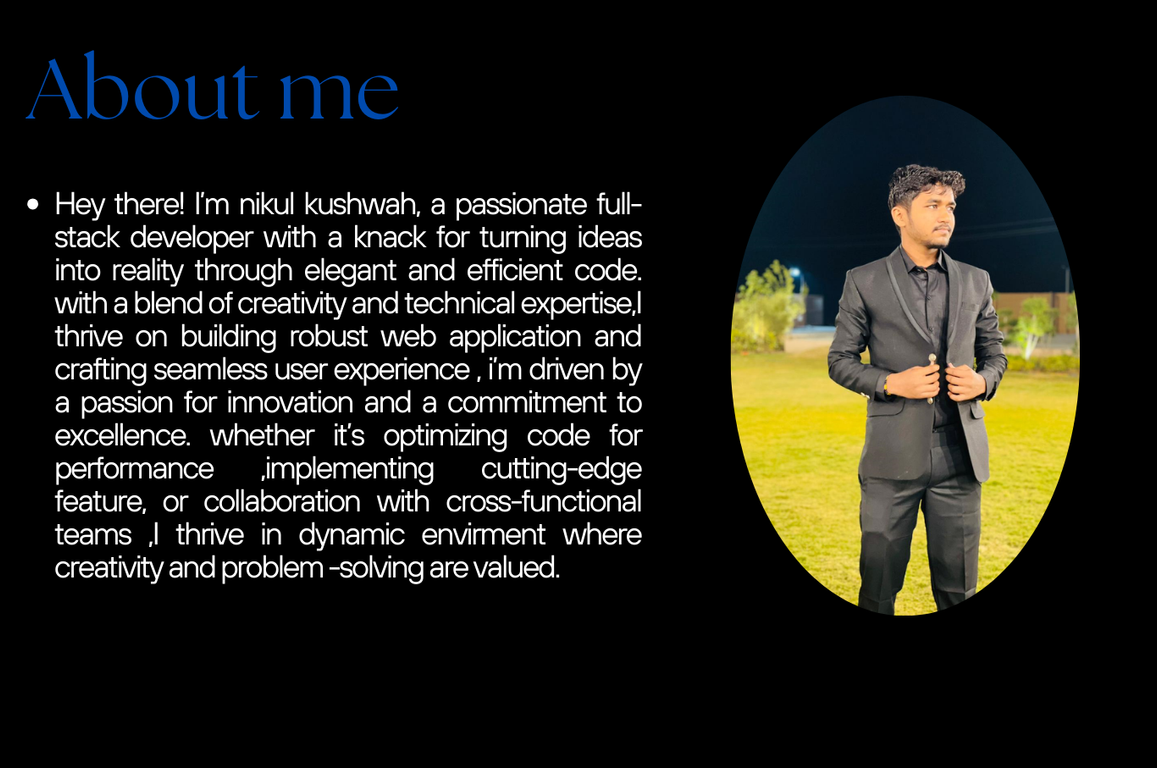 About me
• Hey there! I'm nikul kushwah, a passionate full-
stack developer with a knack for turning ideas
into reality through elegant and efficient code.
with a blend of creativity and technical expertise,I
thrive on building robust web application and
crafting seamless user experience , i'm driven by
a passion for innovation and a commitment to
excellence. whether it's optimizing code for
performance ,implementing cutting-edge
feature, or collaboration with cross-functional
teams ,I thrive in dynamic envirment where
creativity and problem -solving are valued.